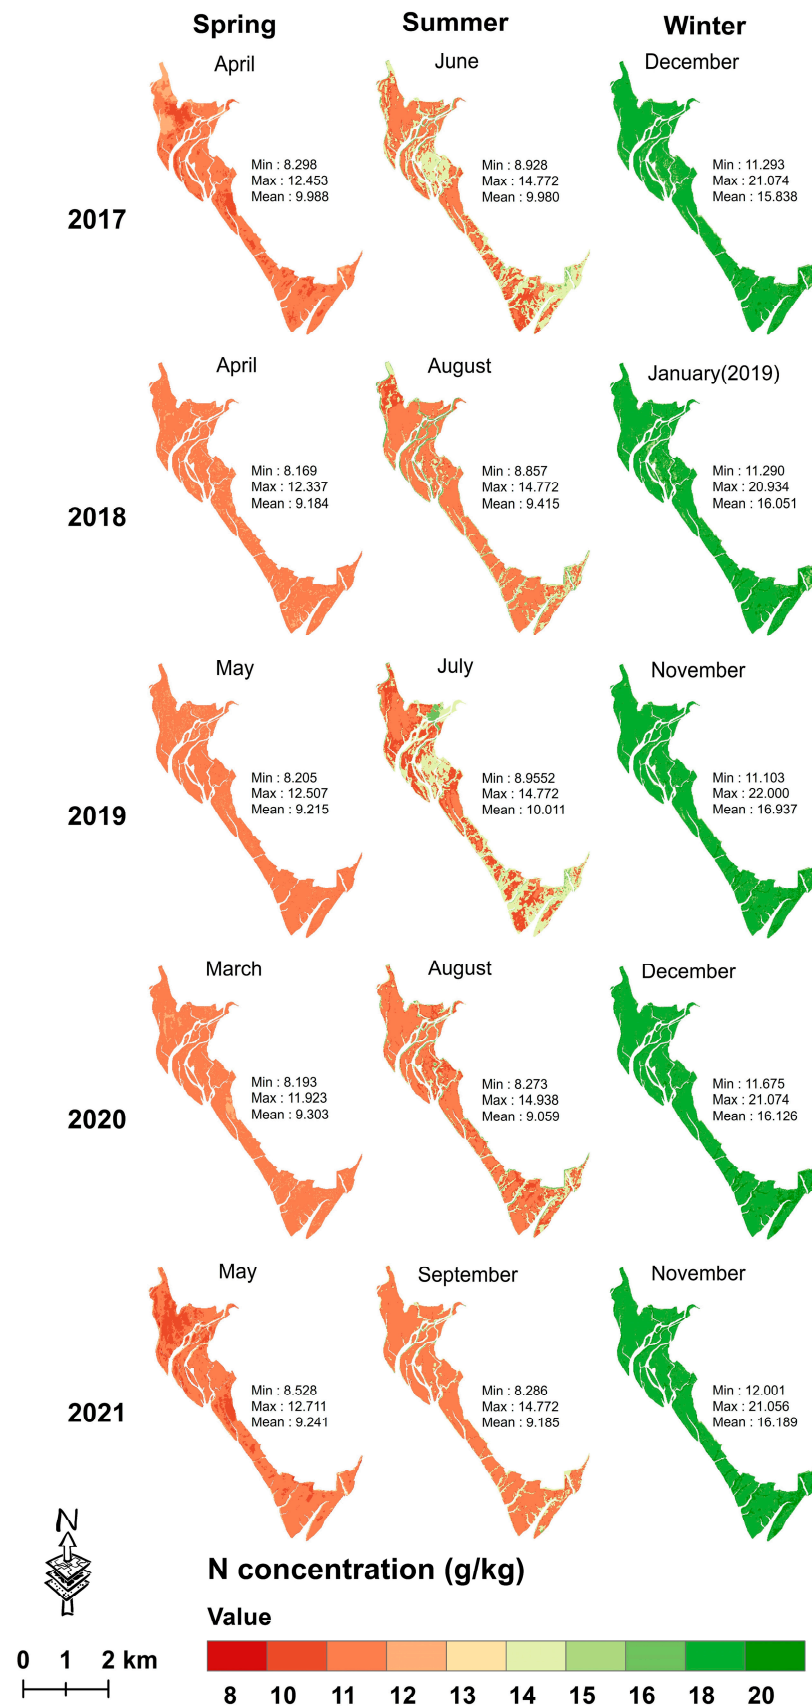 Spring Summer Winter
April June December
2017
Min : 8.298
Max : 12.453
Mean : 9.988
Min : 8.928
Max : 14.772
Mean : 9.980
Min : 11.293
Max : 21.074
Mean : 15.838
April August January(2019)
2018
Min : 8.169
Max : 12.337
Mean : 9.184
Min : 8.857
Max : 14.772
Mean : 9.415
Min : 11.290
Max : 20.934
Mean : 16.051
May July November
2019
Min : 8.205
Max : 12.507
Mean : 9.215
Min : 8.9552
Max : 14.772
Mean : 10.011
Min : 11.103
Max : 22.000
Mean : 16.937
March August December
2020
Min : 8.193
Max : 11.923
Mean : 9.303
Min : 8.273
Max : 14.938
Mean : 9.059
Min : 11.675
Max : 21.074
Mean : 16.126
May September November
2021
Min : 8.528
Max : 12.711
Mean : 9.241
Min : 8.286
Max : 14.772
Mean : 9.185
Min : 12.001
Max : 21.056
Mean : 16.189
N
N concentration (g/kg)
Value
0 1 2 km
8 10 11 12 13 14 15 16 18 20